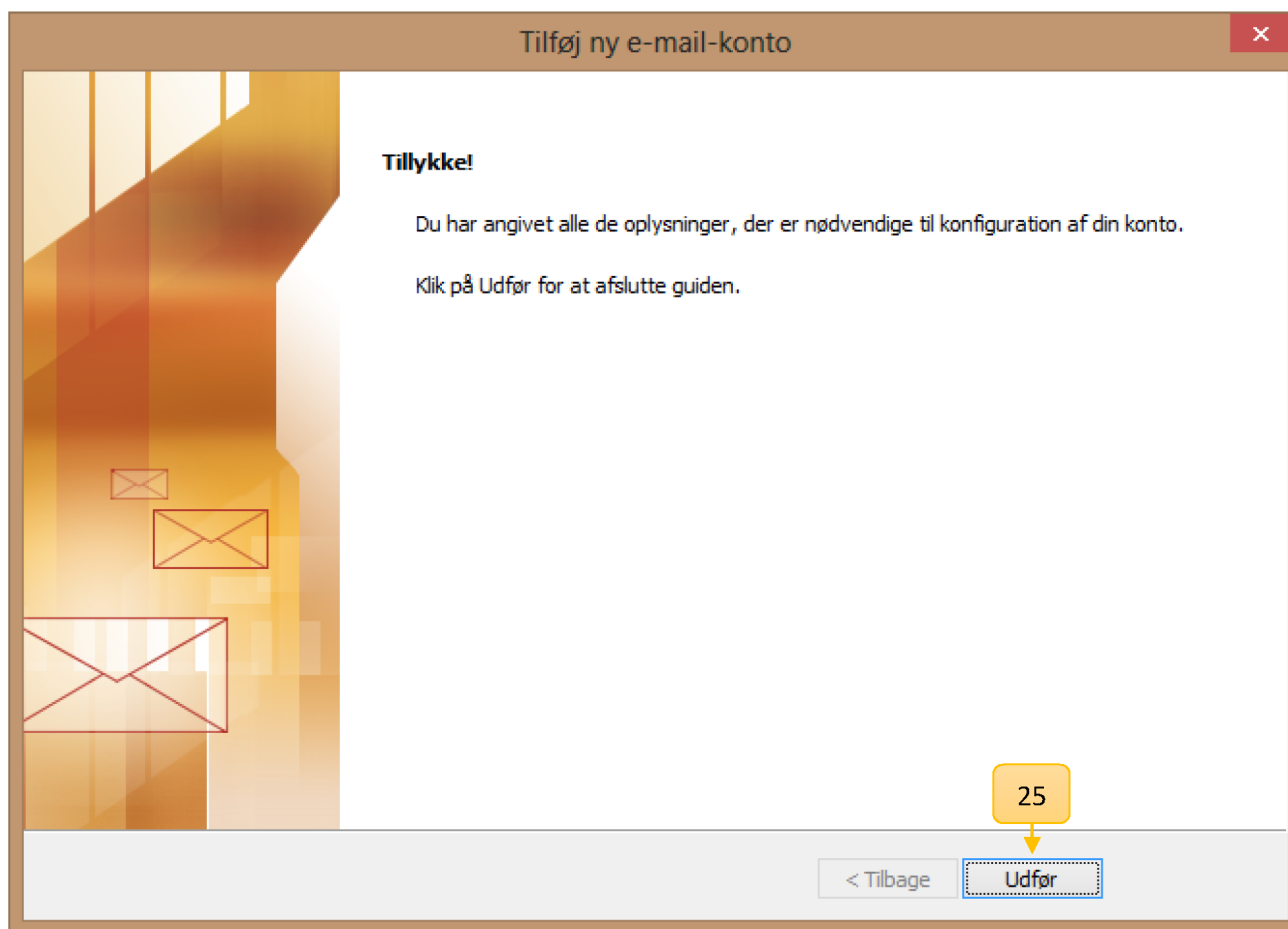 Tilføj ny e-mail-konto
Tillykke!
Du har angivet alle de oplysninger, der er nødvendige til konfiguration af din konto.
Klik på Udfør for at afslutte guiden.
25
< Tilbage
Udfør